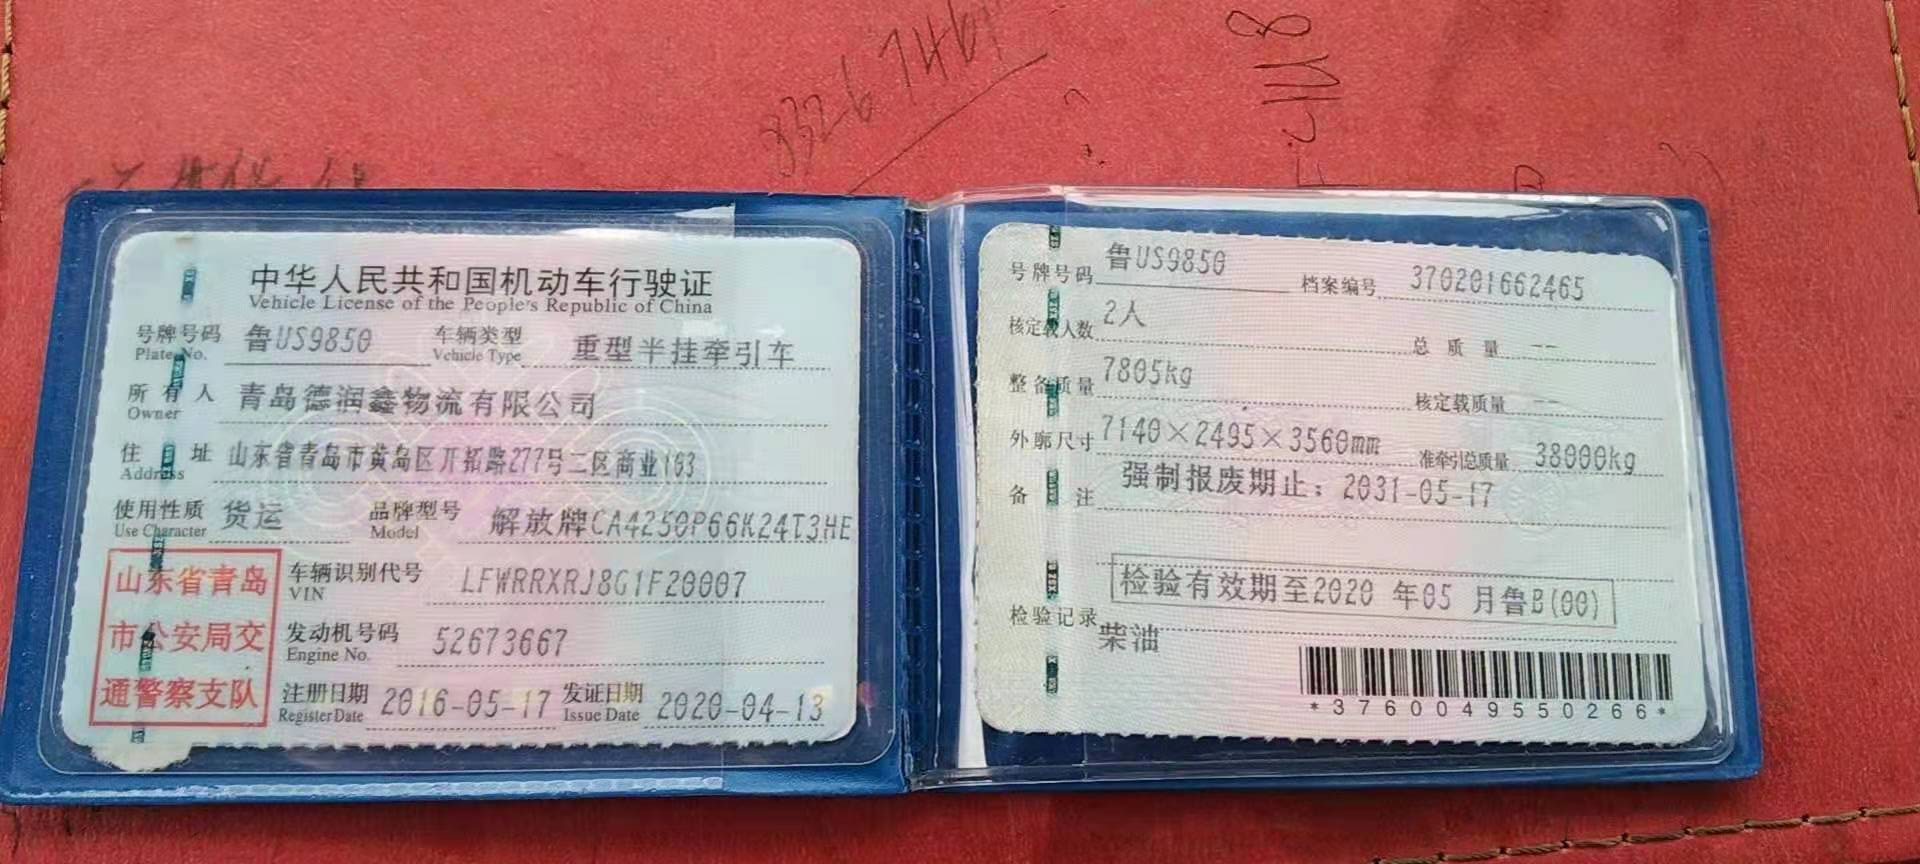 8326746
中华人民共和国机动车行驶证
Vehicle License of the People's Republic of China
号牌号码 鲁US9850 车辆类型 重型半挂牵引车
Plate No. Vehicle Type
所有人 青岛德润鑫物流有限公司
Owner
住址 山东省青岛市黄岛区开拓路277号二区商业163
Address
使用性质 货运 品牌型号 解放牌CA4250P66K24T3HE
Use Character Model
山东省青岛
市公安局交
通警察支队
车辆识别代号 LFWRRXRJ8G1F20007
VIN
发动机号码 52673667
Engine No.
注册日期 2016-05-17 发证日期 2020-04-13
Register Date Issue Date
号牌号码 鲁US9850 档案编号 370201662465
核定载人数 2人 总质量 --
整备质量 7805kg 核定载质量 --
外廓尺寸 7140×2495×3560mm 准牵引总质量 38000kg
备注 强制报废期止：2031-05-17
检验有效期至2020 年05 月鲁B(00)
检验记录
柴油
*3760049550266*